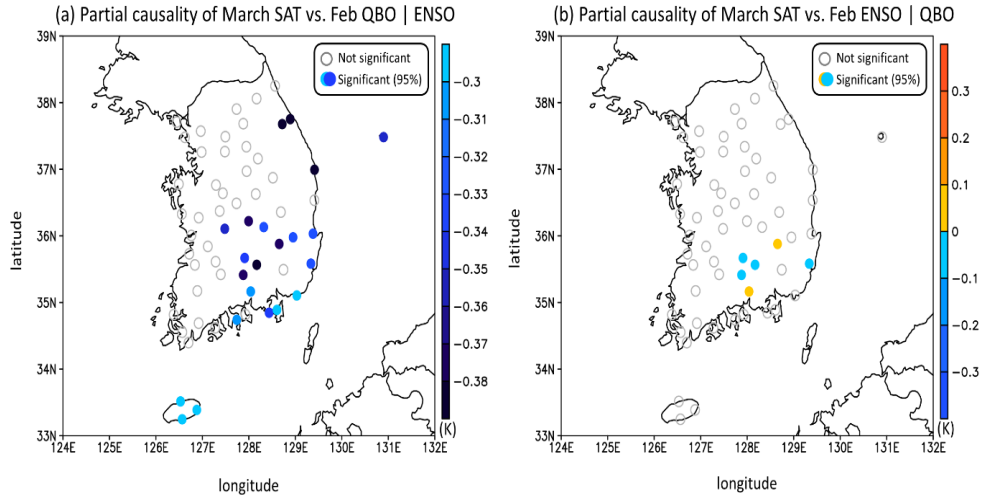 (a) Partial causality of March SAT vs. Feb QBO | ENSO
39N
38N
37N
36N
35N
34N
33N
latitude
Not significant
Significant (95%)
−0.3
−0.31
−0.32
−0.33
−0.34
−0.35
−0.36
−0.37
−0.38
(K)
124E 125E 126E 127E 128E 129E 130E 131E 132E
longitude
(b) Partial causality of March SAT vs. Feb ENSO | QBO
39N
38N
37N
36N
35N
34N
33N
latitude
Not significant
Significant (95%)
0.3
0.2
0.1
0
−0.1
−0.2
−0.3
(K)
124E 125E 126E 127E 128E 129E 130E 131E 132E
longitude